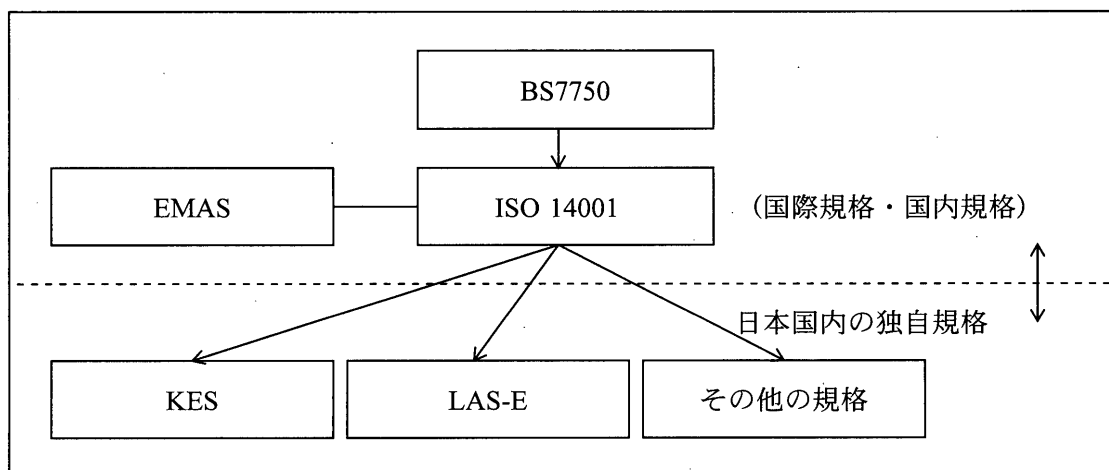 BS7750
EMAS
ISO 14001
(国際規格・国内規格)
日本国内の独自規格
KES
LAS-E
その他の規格